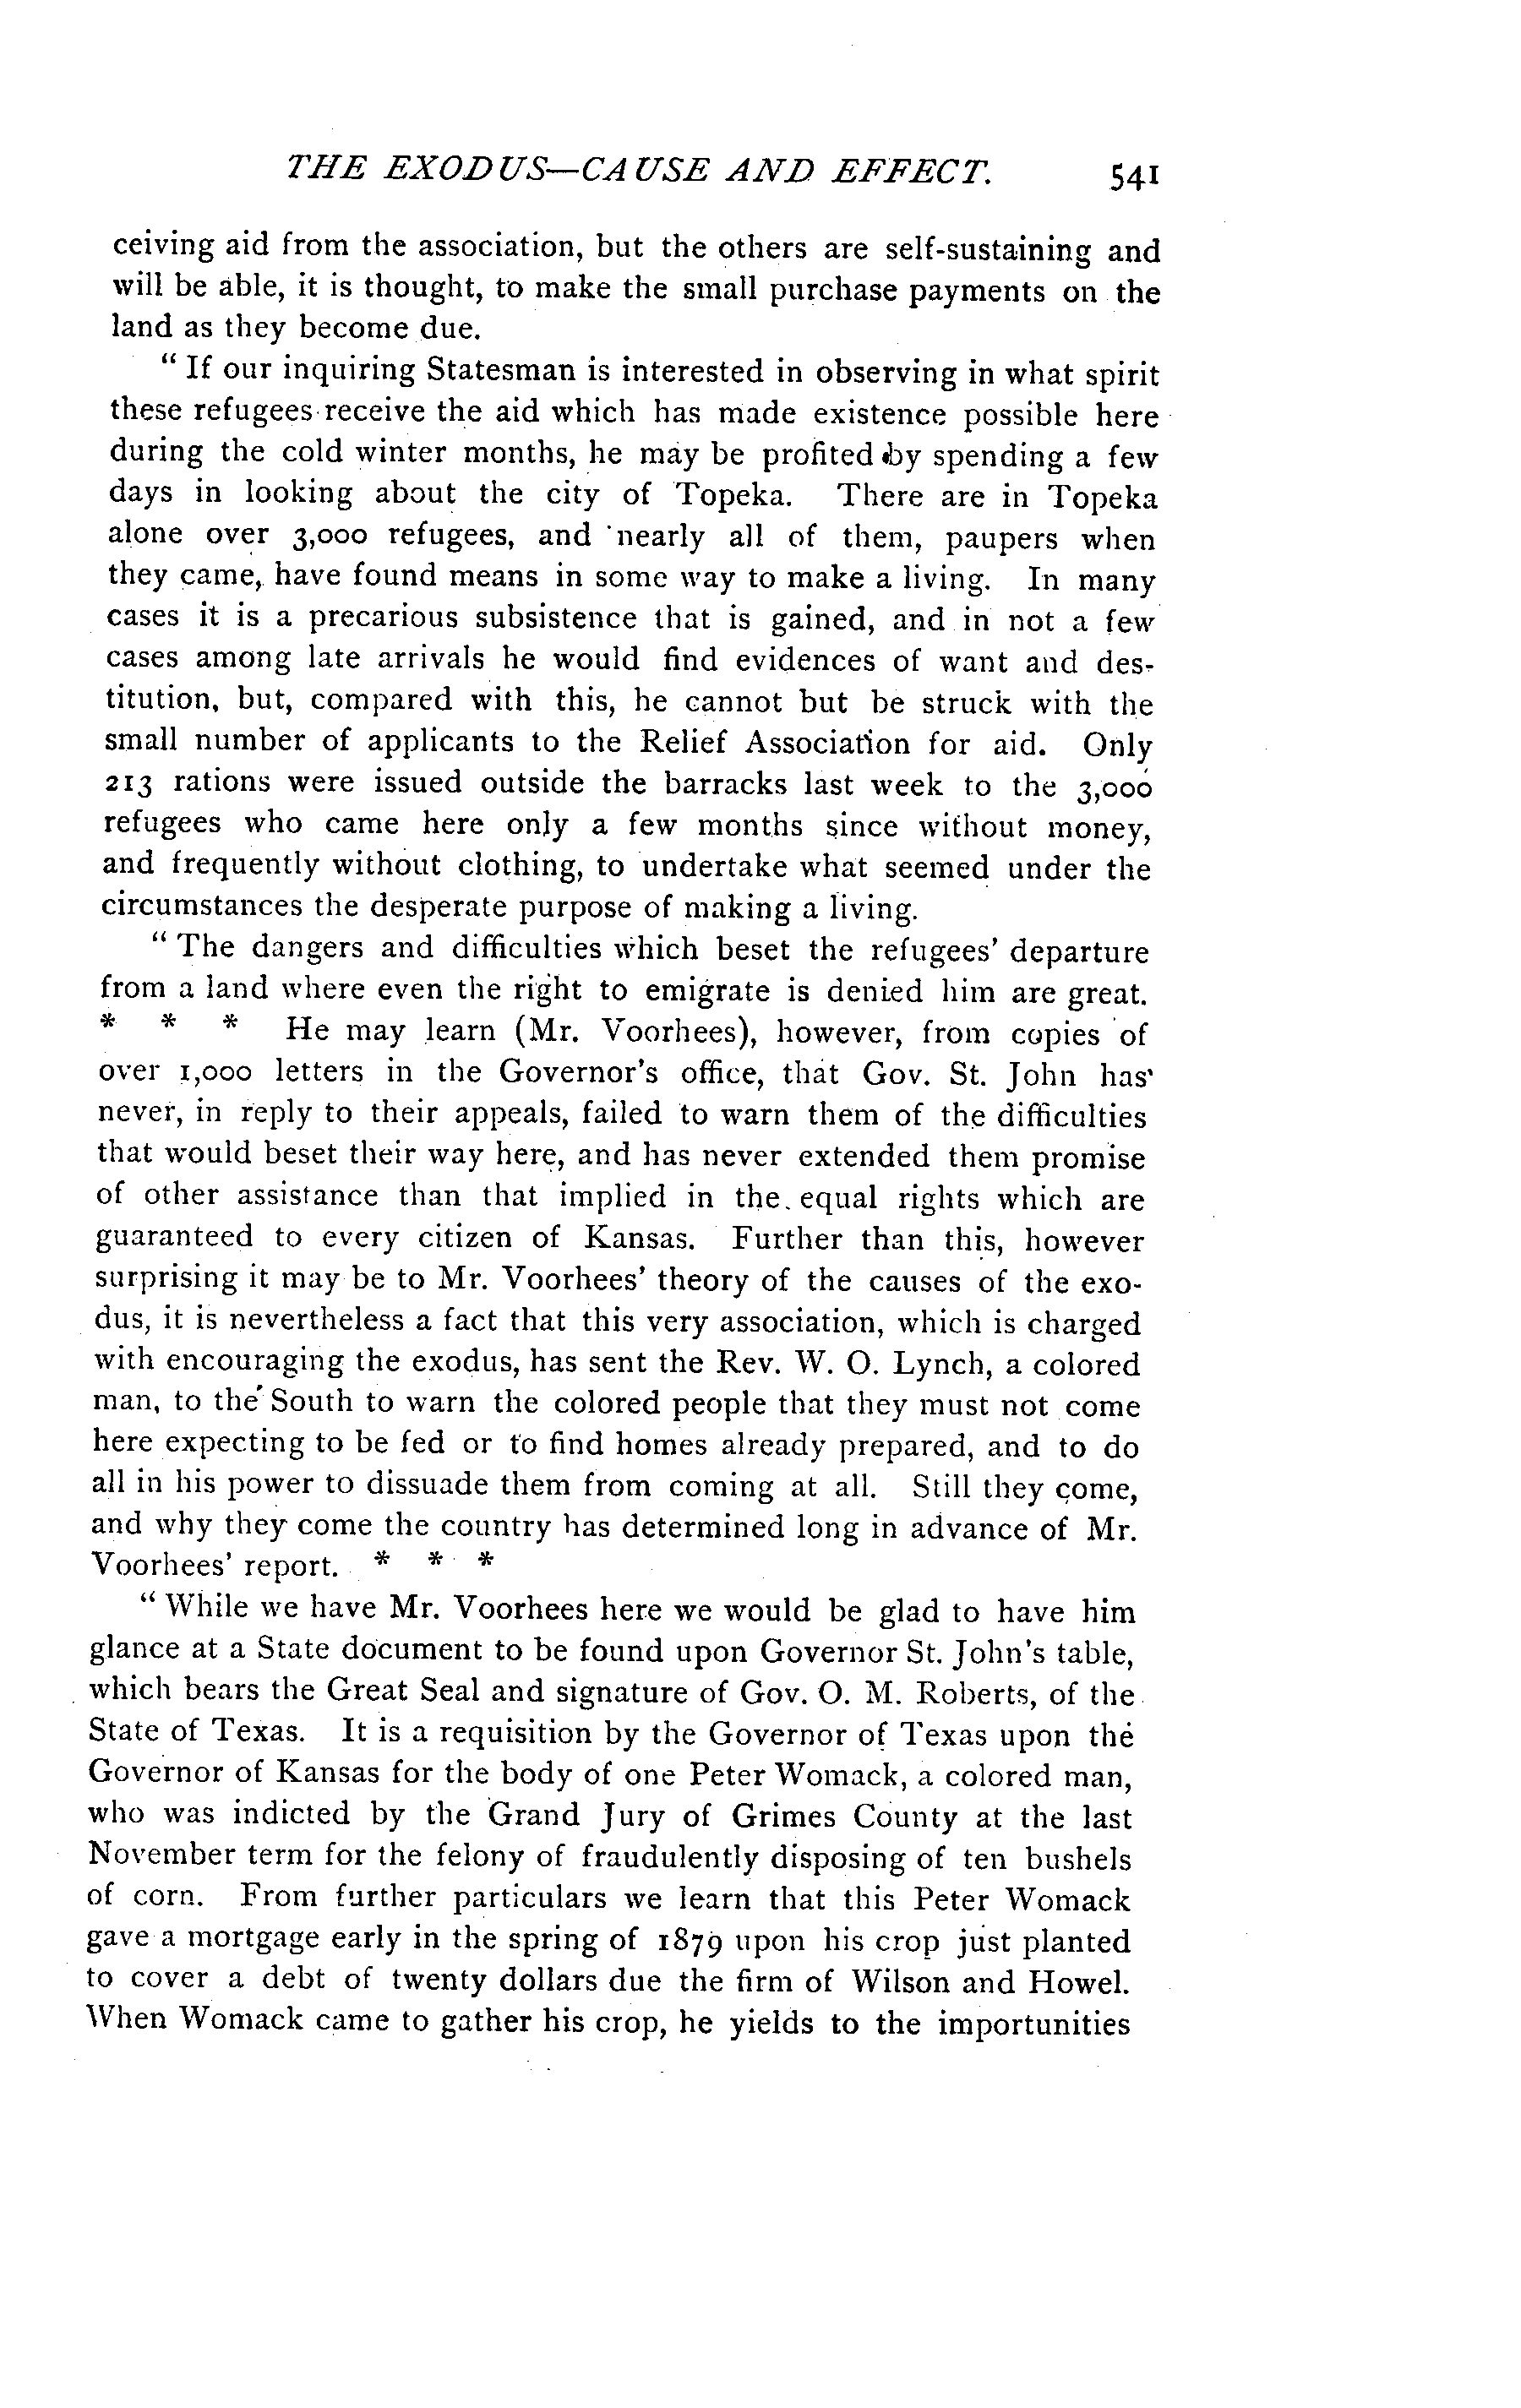 THE EXODUS—CAUSE AND EFFECT. 541
ceiving aid from the association, but the others are self-sustaining and
will be able, it is thought, to make the small purchase payments on the
land as they become due.
" If our inquiring Statesman is interested in observing in what spirit
these refugees receive the aid which has made existence possible here
during the cold winter months, he may be profited by spending a few
days in looking about the city of Topeka. There are in Topeka
alone over 3,000 refugees, and nearly all of them, paupers when
they came, have found means in some way to make a living. In many
cases it is a precarious subsistence that is gained, and in not a few
cases among late arrivals he would find evidences of want and des-
titution, but, compared with this, he cannot but be struck with the
small number of applicants to the Relief Association for aid. Only
213 rations were issued outside the barracks last week to the 3,000
refugees who came here only a few months since without money,
and frequently without clothing, to undertake what seemed under the
circumstances the desperate purpose of making a living.
" The dangers and difficulties which beset the refugees' departure
from a land where even the right to emigrate is denied him are great.
* * * He may learn (Mr. Voorhees), however, from copies of
over 1,000 letters in the Governor's office, that Gov. St. John has
never, in reply to their appeals, failed to warn them of the difficulties
that would beset their way here, and has never extended them promise
of other assistance than that implied in the equal rights which are
guaranteed to every citizen of Kansas. Further than this, however
surprising it may be to Mr. Voorhees' theory of the causes of the exo-
dus, it is nevertheless a fact that this very association, which is charged
with encouraging the exodus, has sent the Rev. W. O. Lynch, a colored
man, to the South to warn the colored people that they must not come
here expecting to be fed or to find homes already prepared, and to do
all in his power to dissuade them from coming at all. Still they come,
and why they come the country has determined long in advance of Mr.
Voorhees' report. * * *
" While we have Mr. Voorhees here we would be glad to have him
glance at a State document to be found upon Governor St. John's table,
which bears the Great Seal and signature of Gov. O. M. Roberts, of the
State of Texas. It is a requisition by the Governor of Texas upon the
Governor of Kansas for the body of one Peter Womack, a colored man,
who was indicted by the Grand Jury of Grimes County at the last
November term for the felony of fraudulently disposing of ten bushels
of corn. From further particulars we learn that this Peter Womack
gave a mortgage early in the spring of 1879 upon his crop just planted
to cover a debt of twenty dollars due the firm of Wilson and Howel.
When Womack came to gather his crop, he yields to the importunities